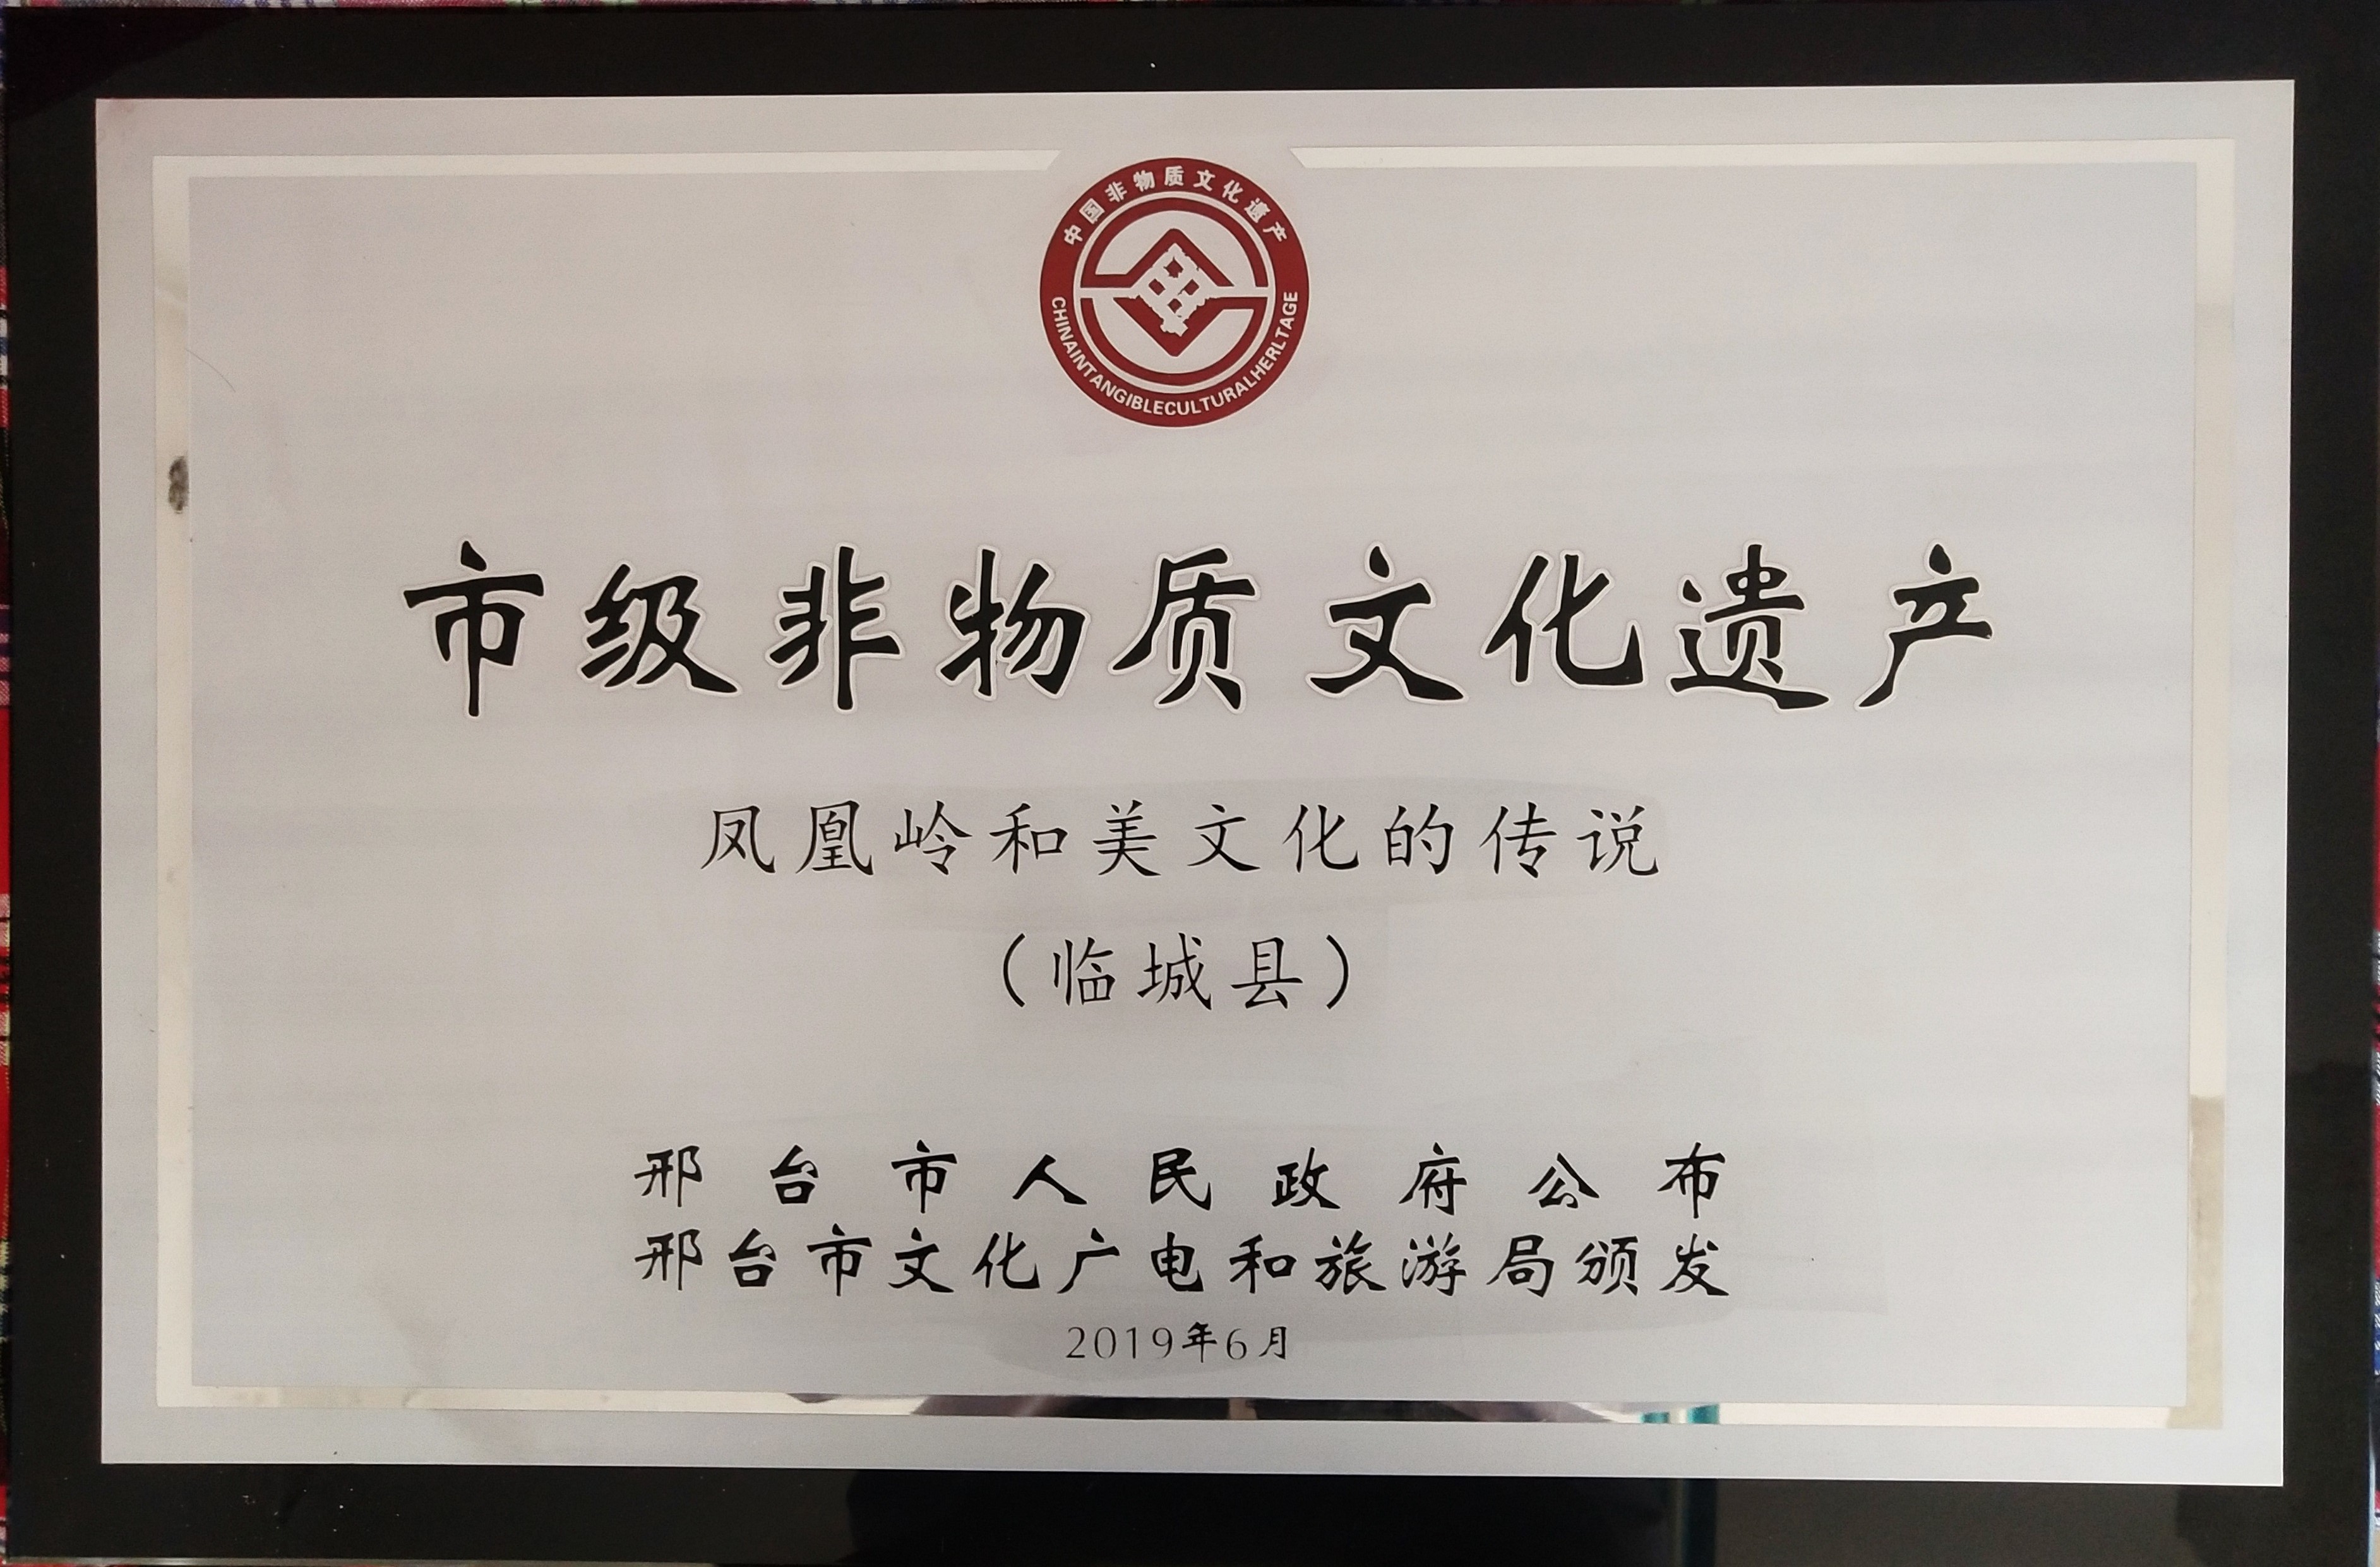 中国非物质文化遗产
CHINAINTANGIBLECULTURALHERLTAGE
市级非物质文化遗产
凤凰岭和美文化的传说
（临城县）
邢台市人民政府公布
邢台市文化广电和旅游局颁发
2019年6月